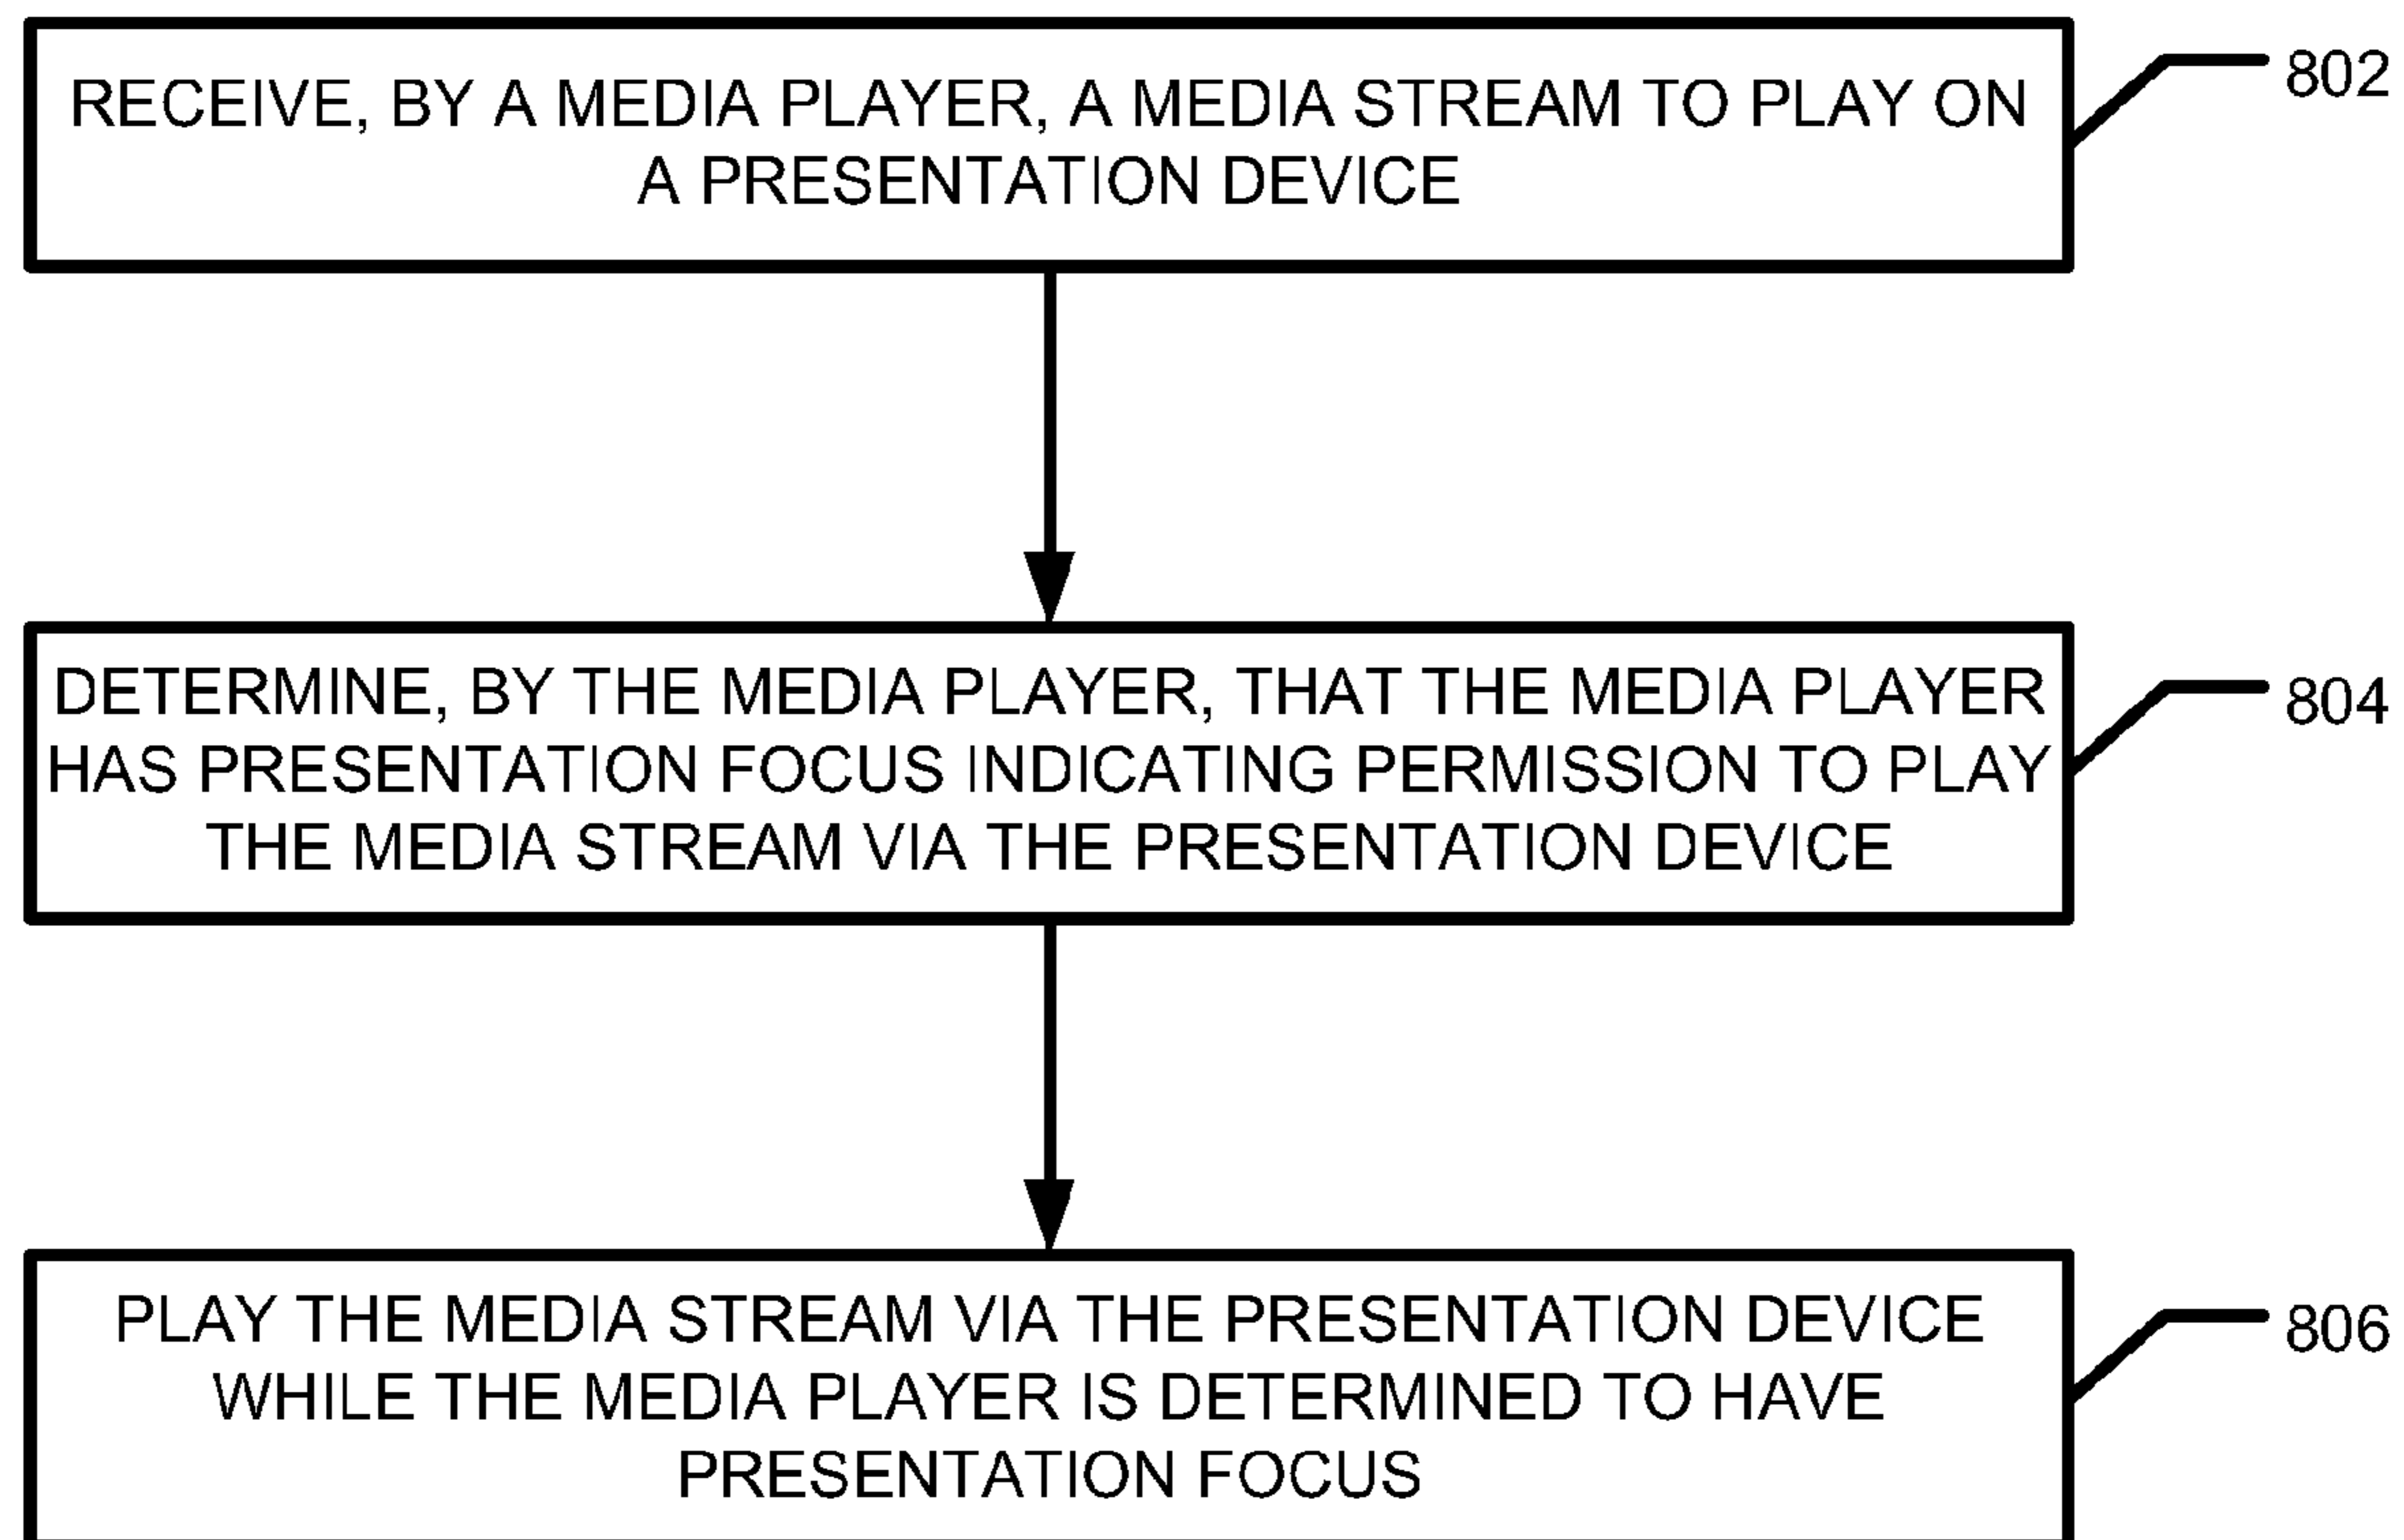 RECEIVE, BY A MEDIA PLAYER, A MEDIA STREAM TO PLAY ON
A PRESENTATION DEVICE
802
DETERMINE, BY THE MEDIA PLAYER, THAT THE MEDIA PLAYER
HAS PRESENTATION FOCUS INDICATING PERMISSION TO PLAY
THE MEDIA STREAM VIA THE PRESENTATION DEVICE
804
PLAY THE MEDIA STREAM VIA THE PRESENTATION DEVICE
WHILE THE MEDIA PLAYER IS DETERMINED TO HAVE
PRESENTATION FOCUS
806